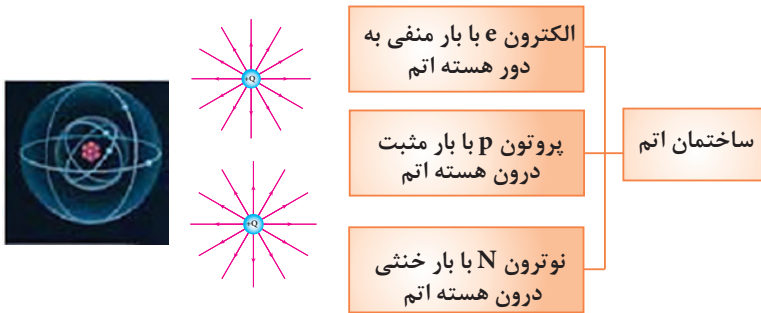 ساختمان اتم
الکترون e با بار منفی به
دور هسته اتم
پروتون p با بار مثبت
درون هسته اتم
نوترون N با بار خنثی
درون هسته اتم
+Q